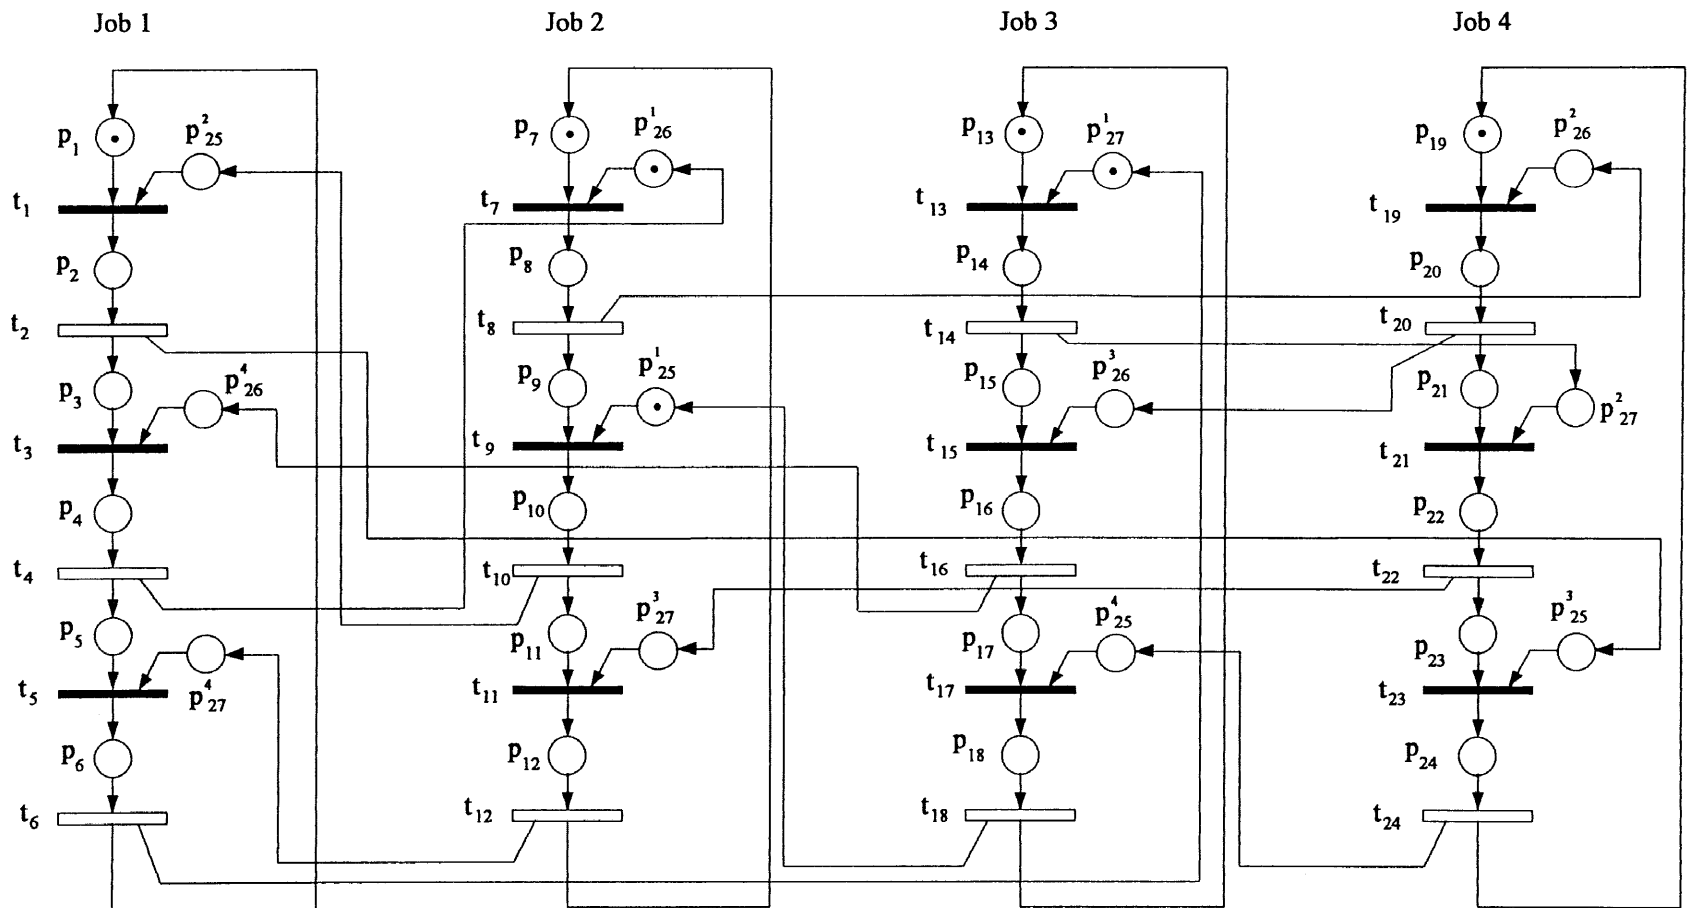 Job 1 Job 2 Job 3 Job 4
p₁ p²₂₅ p₇ p¹₂₆ p₁₃ p¹₂₇ p₁₉ p²₂₆
t₁ t₇ t₁₃ t₁₉
p₂ p₈ p₁₄ p₂₀
t₂ t₈ t₁₄ t₂₀
p₃ p⁴₂₆ p₉ p¹₂₅ p₁₅ p³₂₆ p₂₁ p²₂₇
t₃ t₉ t₁₅ t₂₁
p₄ p₁₀ p₁₆ p₂₂
t₄ t₁₀ t₁₆ t₂₂
p₅ p⁴₂₇ p₁₁ p³₂₇ p₁₇ p⁴₂₅ p₂₃ p³₂₅
t₅ t₁₁ t₁₇ t₂₃
p₆ p₁₂ p₁₈ p₂₄
t₆ t₁₂ t₁₈ t₂₄